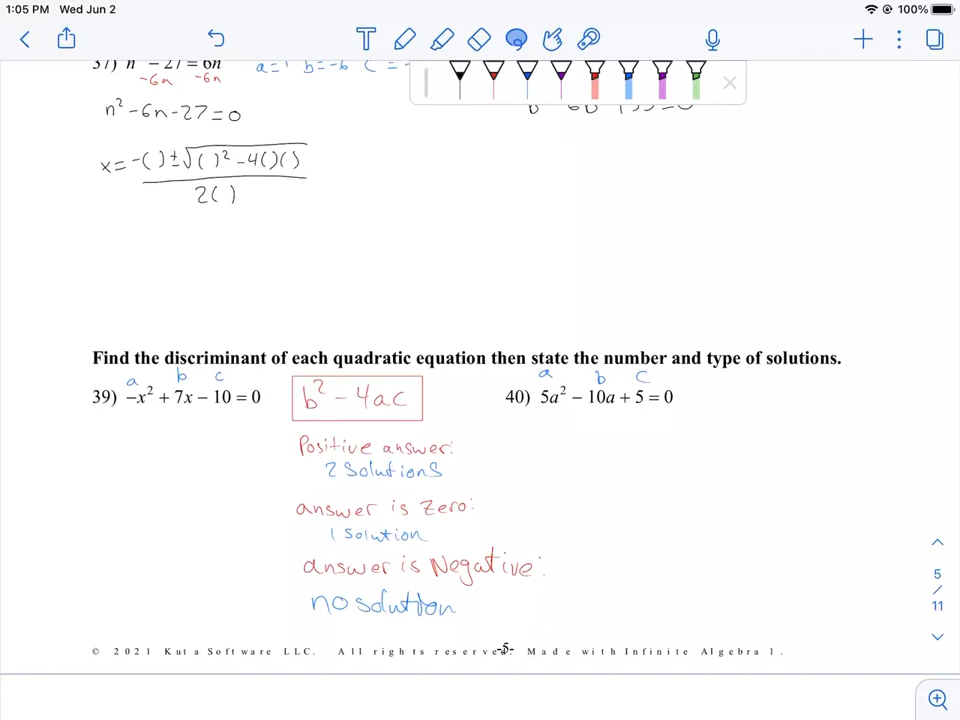 1:05 PM Wed Jun 2
100%
37) n² − 27 = 6n a = 1 b = -6 c = -
-6n -6n
n² - 6n - 27 = 0
x = -( ) ± √( )² - 4( )( )
2( )
Find the discriminant of each quadratic equation then state the number and type of solutions.
a b c
39) −x² + 7x − 10 = 0
b² - 4ac
a b c
40) 5a² − 10a + 5 = 0
Positive answer:
2 Solutions
answer is Zero:
1 Solution
answer is Negative:
no solution
5
/
11
© 2021 Kuta Software LLC. All rights reserved. Made with Infinite Algebra 1.
-5-